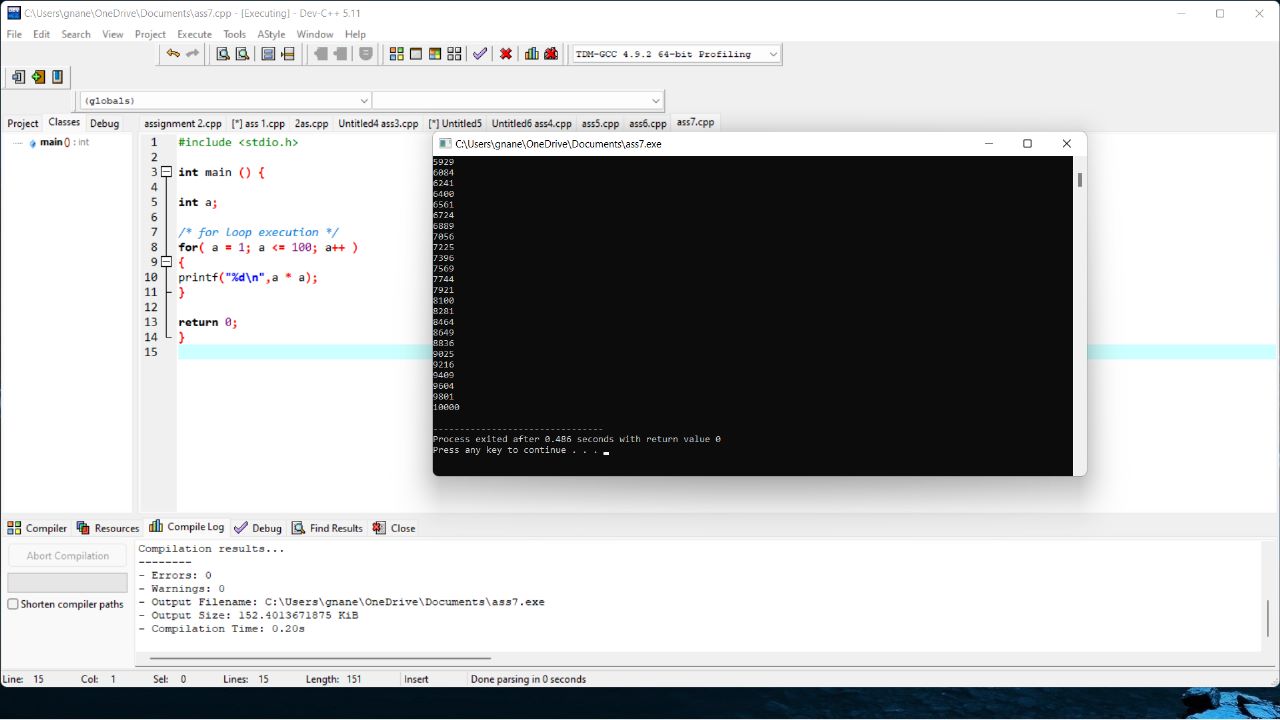 C:\Users\gnane\OneDrive\Documents\ass7.cpp - [Executing] - Dev-C++ 5.11
File Edit Search View Project Execute Tools AStyle Window Help
TDM-GCC 4.9.2 64-bit Profiling
(globals)
Project Classes Debug
assignment 2.cpp [*] ass 1.cpp 2as.cpp Untitled4 ass3.cpp [*] Untitled5 Untitled6 ass4.cpp ass5.cpp ass6.cpp ass7.cpp
main () : int
1 #include <stdio.h>
2
3 int main () {
4
5 int a;
6
7 /* for loop execution */
8 for( a = 1; a <= 100; a++ )
9 {
10 printf("%d\n",a * a);
11 }
12
13 return 0;
14 }
15
C:\Users\gnane\OneDrive\Documents\ass7.exe
5929
6084
6241
6400
6561
6724
6889
7056
7225
7396
7569
7744
7921
8100
8281
8464
8649
8836
9025
9216
9409
9604
9801
10000
--------------------------------
Process exited after 0.486 seconds with return value 0
Press any key to continue . . .
Compiler Resources Compile Log Debug Find Results Close
Abort Compilation
Shorten compiler paths
Compilation results...
--------
- Errors: 0
- Warnings: 0
- Output Filename: C:\Users\gnane\OneDrive\Documents\ass7.exe
- Output Size: 152.4013671875 KiB
- Compilation Time: 0.20s
Line: 15 Col: 1 Sel: 0 Lines: 15 Length: 151 Insert Done parsing in 0 seconds